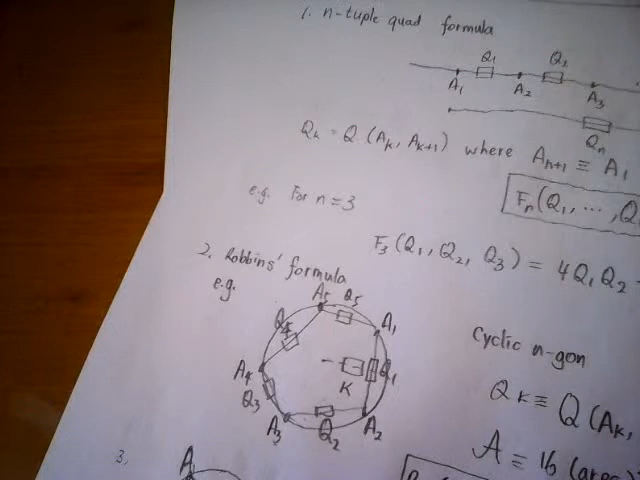 1. n-tuple quad formula
Q1 Q2
A1 A2 A3
Qn
Qk = Q (Ak, Ak+1) where An+1 ≡ A1
e.g. For n = 3
Fn(Q1, ..., Q
F3 (Q1, Q2, Q3) = 4Q1Q2 -
2. Robbins' formula
e.g.
A5 Q5
Q4 A1
A4 K Q1
Q3
A3 Q2 A2
Cyclic n-gon
Qk ≡ Q (Ak,
A = 16 (area)
3.
A